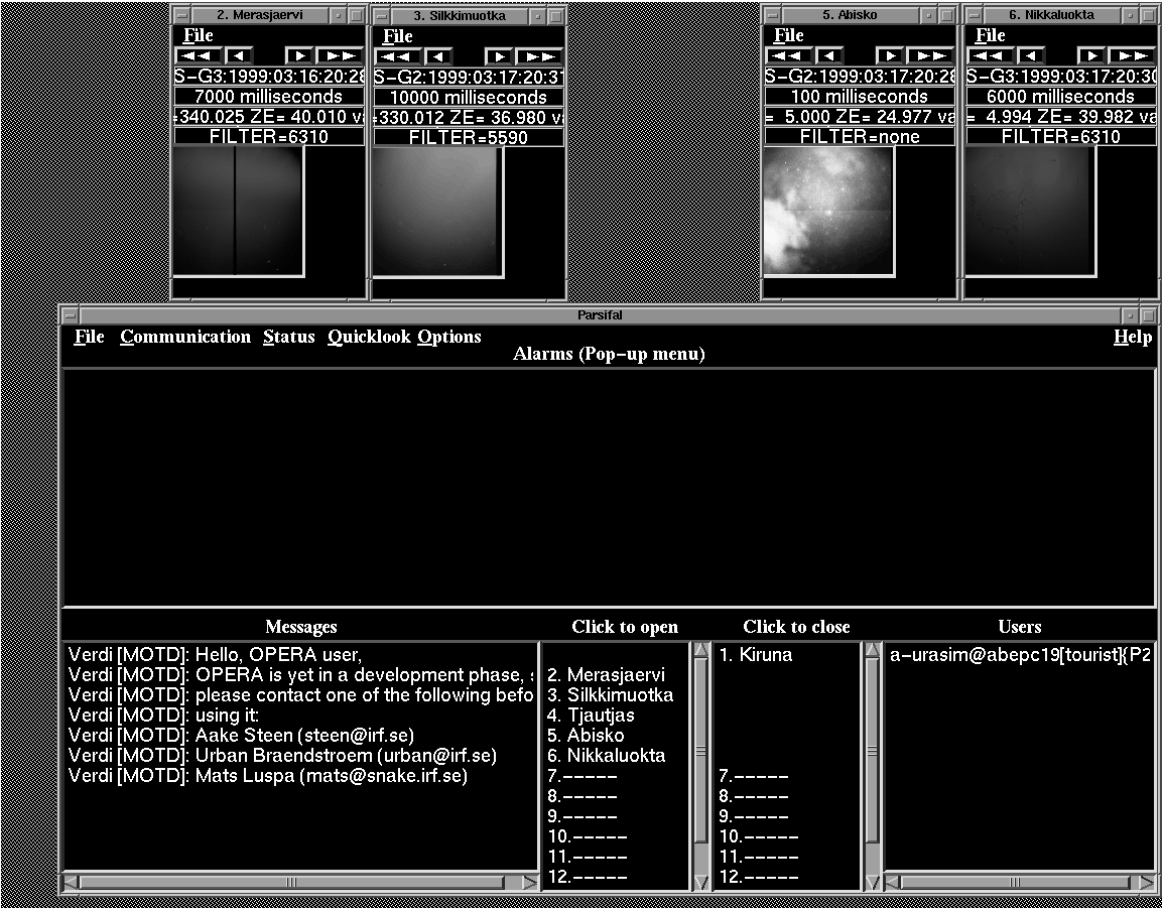 2. Merasjaervi
File
S-G3:1999:03:16:20:28
7000 milliseconds
=340.025 ZE= 40.010 va
FILTER=6310
3. Silkkimuotka
File
S-G2:1999:03:17:20:31
10000 milliseconds
=330.012 ZE= 36.980 va
FILTER=5590
5. Abisko
File
S-G2:1999:03:17:20:28
100 milliseconds
= 5.000 ZE= 24.977 va
FILTER=none
6. Nikkaluokta
File
S-G3:1999:03:17:20:30
6000 milliseconds
= 4.994 ZE= 39.982 va
FILTER=6310
Parsifal
File Communication Status Quicklook Options Help
Alarms (Pop-up menu)
Messages
Verdi [MOTD]: Hello, OPERA user,
Verdi [MOTD]: OPERA is yet in a development phase,
Verdi [MOTD]: please contact one of the following befo
Verdi [MOTD]: using it:
Verdi [MOTD]: Aake Steen (steen@irf.se)
Verdi [MOTD]: Urban Braendstroem (urban@irf.se)
Verdi [MOTD]: Mats Luspa (mats@snake.irf.se)
Click to open
2. Merasjaervi
3. Silkkimuotka
4. Tjautjas
5. Abisko
6. Nikkaluokta
7.-----
8.-----
9.-----
10.-----
11.-----
12.-----
Click to close
1. Kiruna
7.-----
8.-----
9.-----
10.-----
11.-----
12.-----
Users
a-urasim@abepc19[tourist]{P2